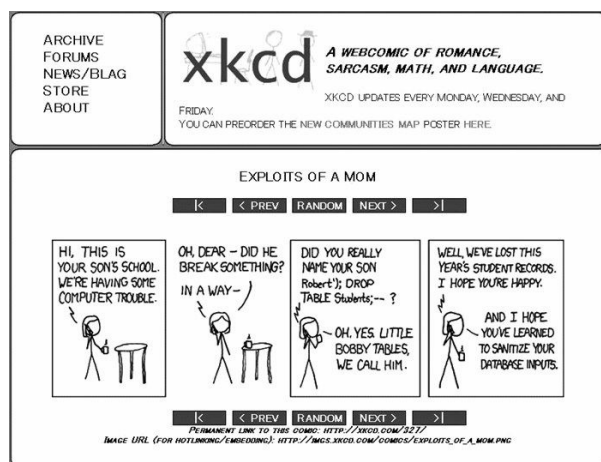 ARCHIVE
FORUMS
NEWS/BLAG
STORE
ABOUT
xkcd
A WEBCOMIC OF ROMANCE,
SARCASM, MATH, AND LANGUAGE.
XKCD UPDATES EVERY MONDAY, WEDNESDAY, AND
FRIDAY.
YOU CAN PREORDER THE NEW COMMUNITIES MAP POSTER HERE.
EXPLOITS OF A MOM
|< < PREV RANDOM NEXT > >|
HI, THIS IS
YOUR SON'S SCHOOL.
WE'RE HAVING SOME
COMPUTER TROUBLE.
OH, DEAR – DID HE
BREAK SOMETHING?
IN A WAY–
DID YOU REALLY
NAME YOUR SON
Robert'); DROP
TABLE Students;-- ?
OH, YES. LITTLE
BOBBY TABLES,
WE CALL HIM.
WELL, WE'VE LOST THIS
YEAR'S STUDENT RECORDS.
I HOPE YOU'RE HAPPY.
AND I HOPE
YOU'VE LEARNED
TO SANITIZE YOUR
DATABASE INPUTS.
|< < PREV RANDOM NEXT > >|
PERMANENT LINK TO THIS COMIC: HTTP://XKCD.COM/327/
IMAGE URL (FOR HOTLINKING/EMBEDDING): HTTP://IMGS.XKCD.COM/COMICS/EXPLOITS_OF_A_MOM.PNG